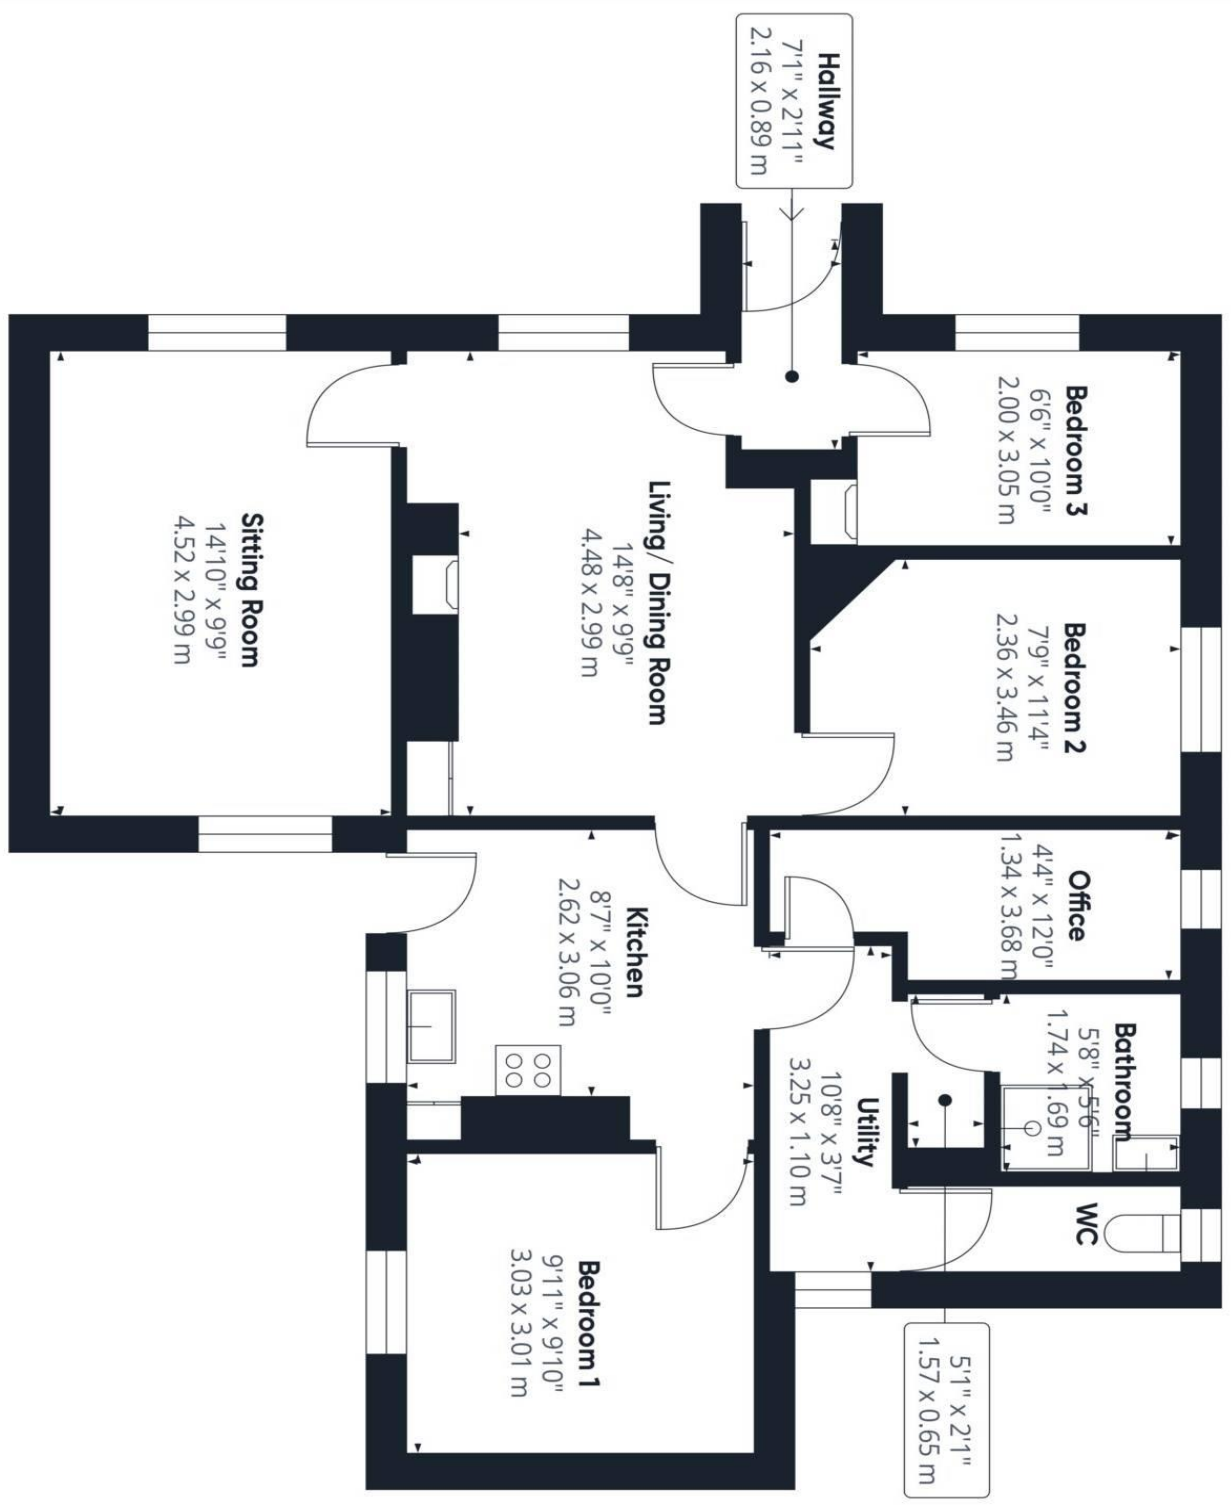 Hallway
7'1" x 2'11"
2.16 x 0.89 m
Bedroom 3
6'6" x 10'0"
2.00 x 3.05 m
Bedroom 2
7'9" x 11'4"
2.36 x 3.46 m
Living/ Dining Room
14'8" x 9'9"
4.48 x 2.99 m
Sitting Room
14'10" x 9'9"
4.52 x 2.99 m
Office
4'4" x 12'0"
1.34 x 3.68 m
Kitchen
8'7" x 10'0"
2.62 x 3.06 m
Bathroom
5'8" x 5'6"
1.74 x 1.69 m
Utility
10'8" x 3'7"
3.25 x 1.10 m
WC
Bedroom 1
9'11" x 9'10"
3.03 x 3.01 m
5'1" x 2'1"
1.57 x 0.65 m